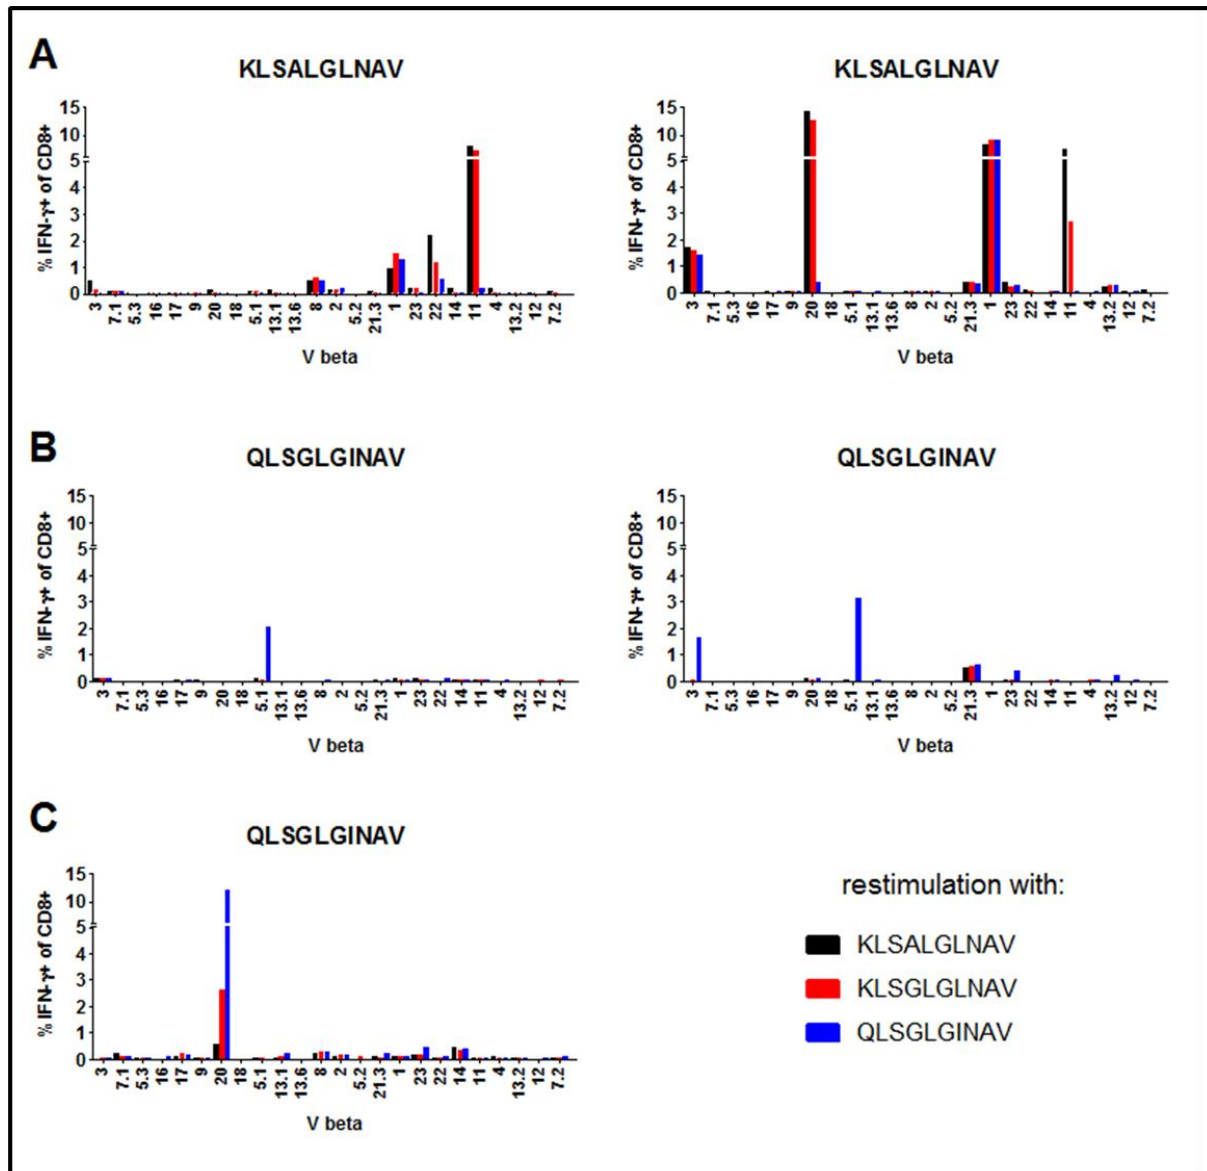 A
KLSALGLNAV
% IFN-γ+ of CD8+
15
10
5
4
3
2
1
0
3 7.1 5.3 16 17 9 20 18 5.1 13.1 13.6 8 2 5.2 21.3 1 23 22 14 11 4 13.2 12 7.2
V beta
KLSALGLNAV
% IFN-γ+ of CD8+
15
10
5
4
3
2
1
0
3 7.1 5.3 16 17 9 20 18 5.1 13.1 13.6 8 2 5.2 21.3 1 23 22 14 11 4 13.2 12 7.2
V beta
B
QLSGLGINAV
% IFN-γ+ of CD8+
15
10
5
4
3
2
1
0
3 7.1 5.3 16 17 9 20 18 5.1 13.1 13.6 8 2 5.2 21.3 1 23 22 14 11 4 13.2 12 7.2
V beta
QLSGLGINAV
% IFN-γ+ of CD8+
15
10
5
4
3
2
1
0
3 7.1 5.3 16 17 9 20 18 5.1 13.1 13.6 8 2 5.2 21.3 1 23 22 14 11 4 13.2 12 7.2
V beta
C
QLSGLGINAV
% IFN-γ+ of CD8+
15
10
5
4
3
2
1
0
3 7.1 5.3 16 17 9 20 18 5.1 13.1 13.6 8 2 5.2 21.3 1 23 22 14 11 4 13.2 12 7.2
V beta
restimulation with:
KLSALGLNAV
KLSGLGLNAV
QLSGLGINAV